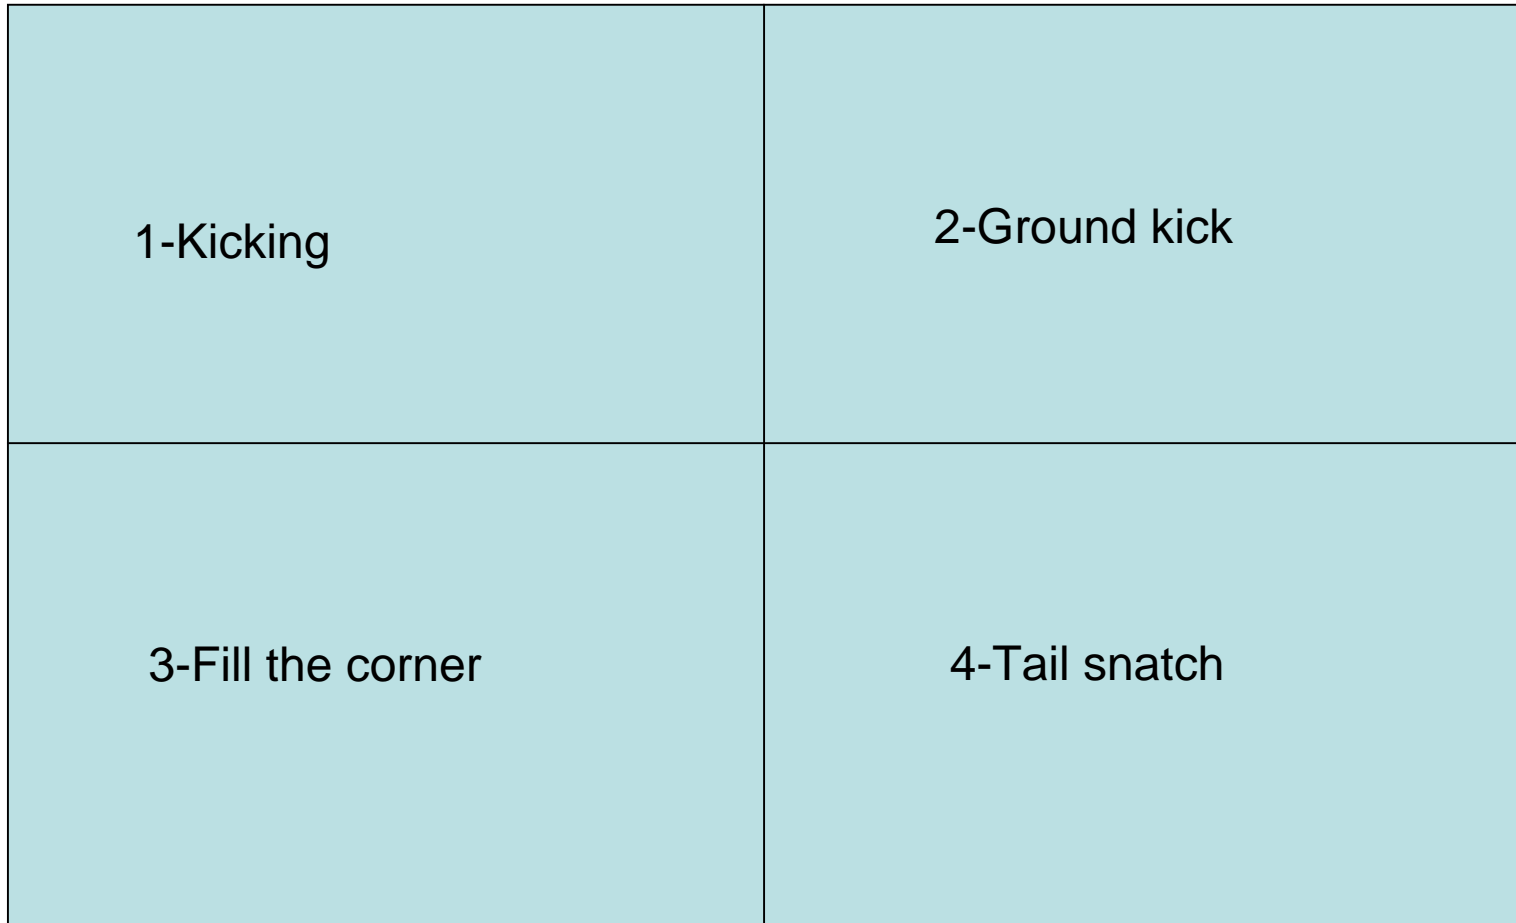 1-Kicking
2-Ground kick
3-Fill the corner
4-Tail snatch